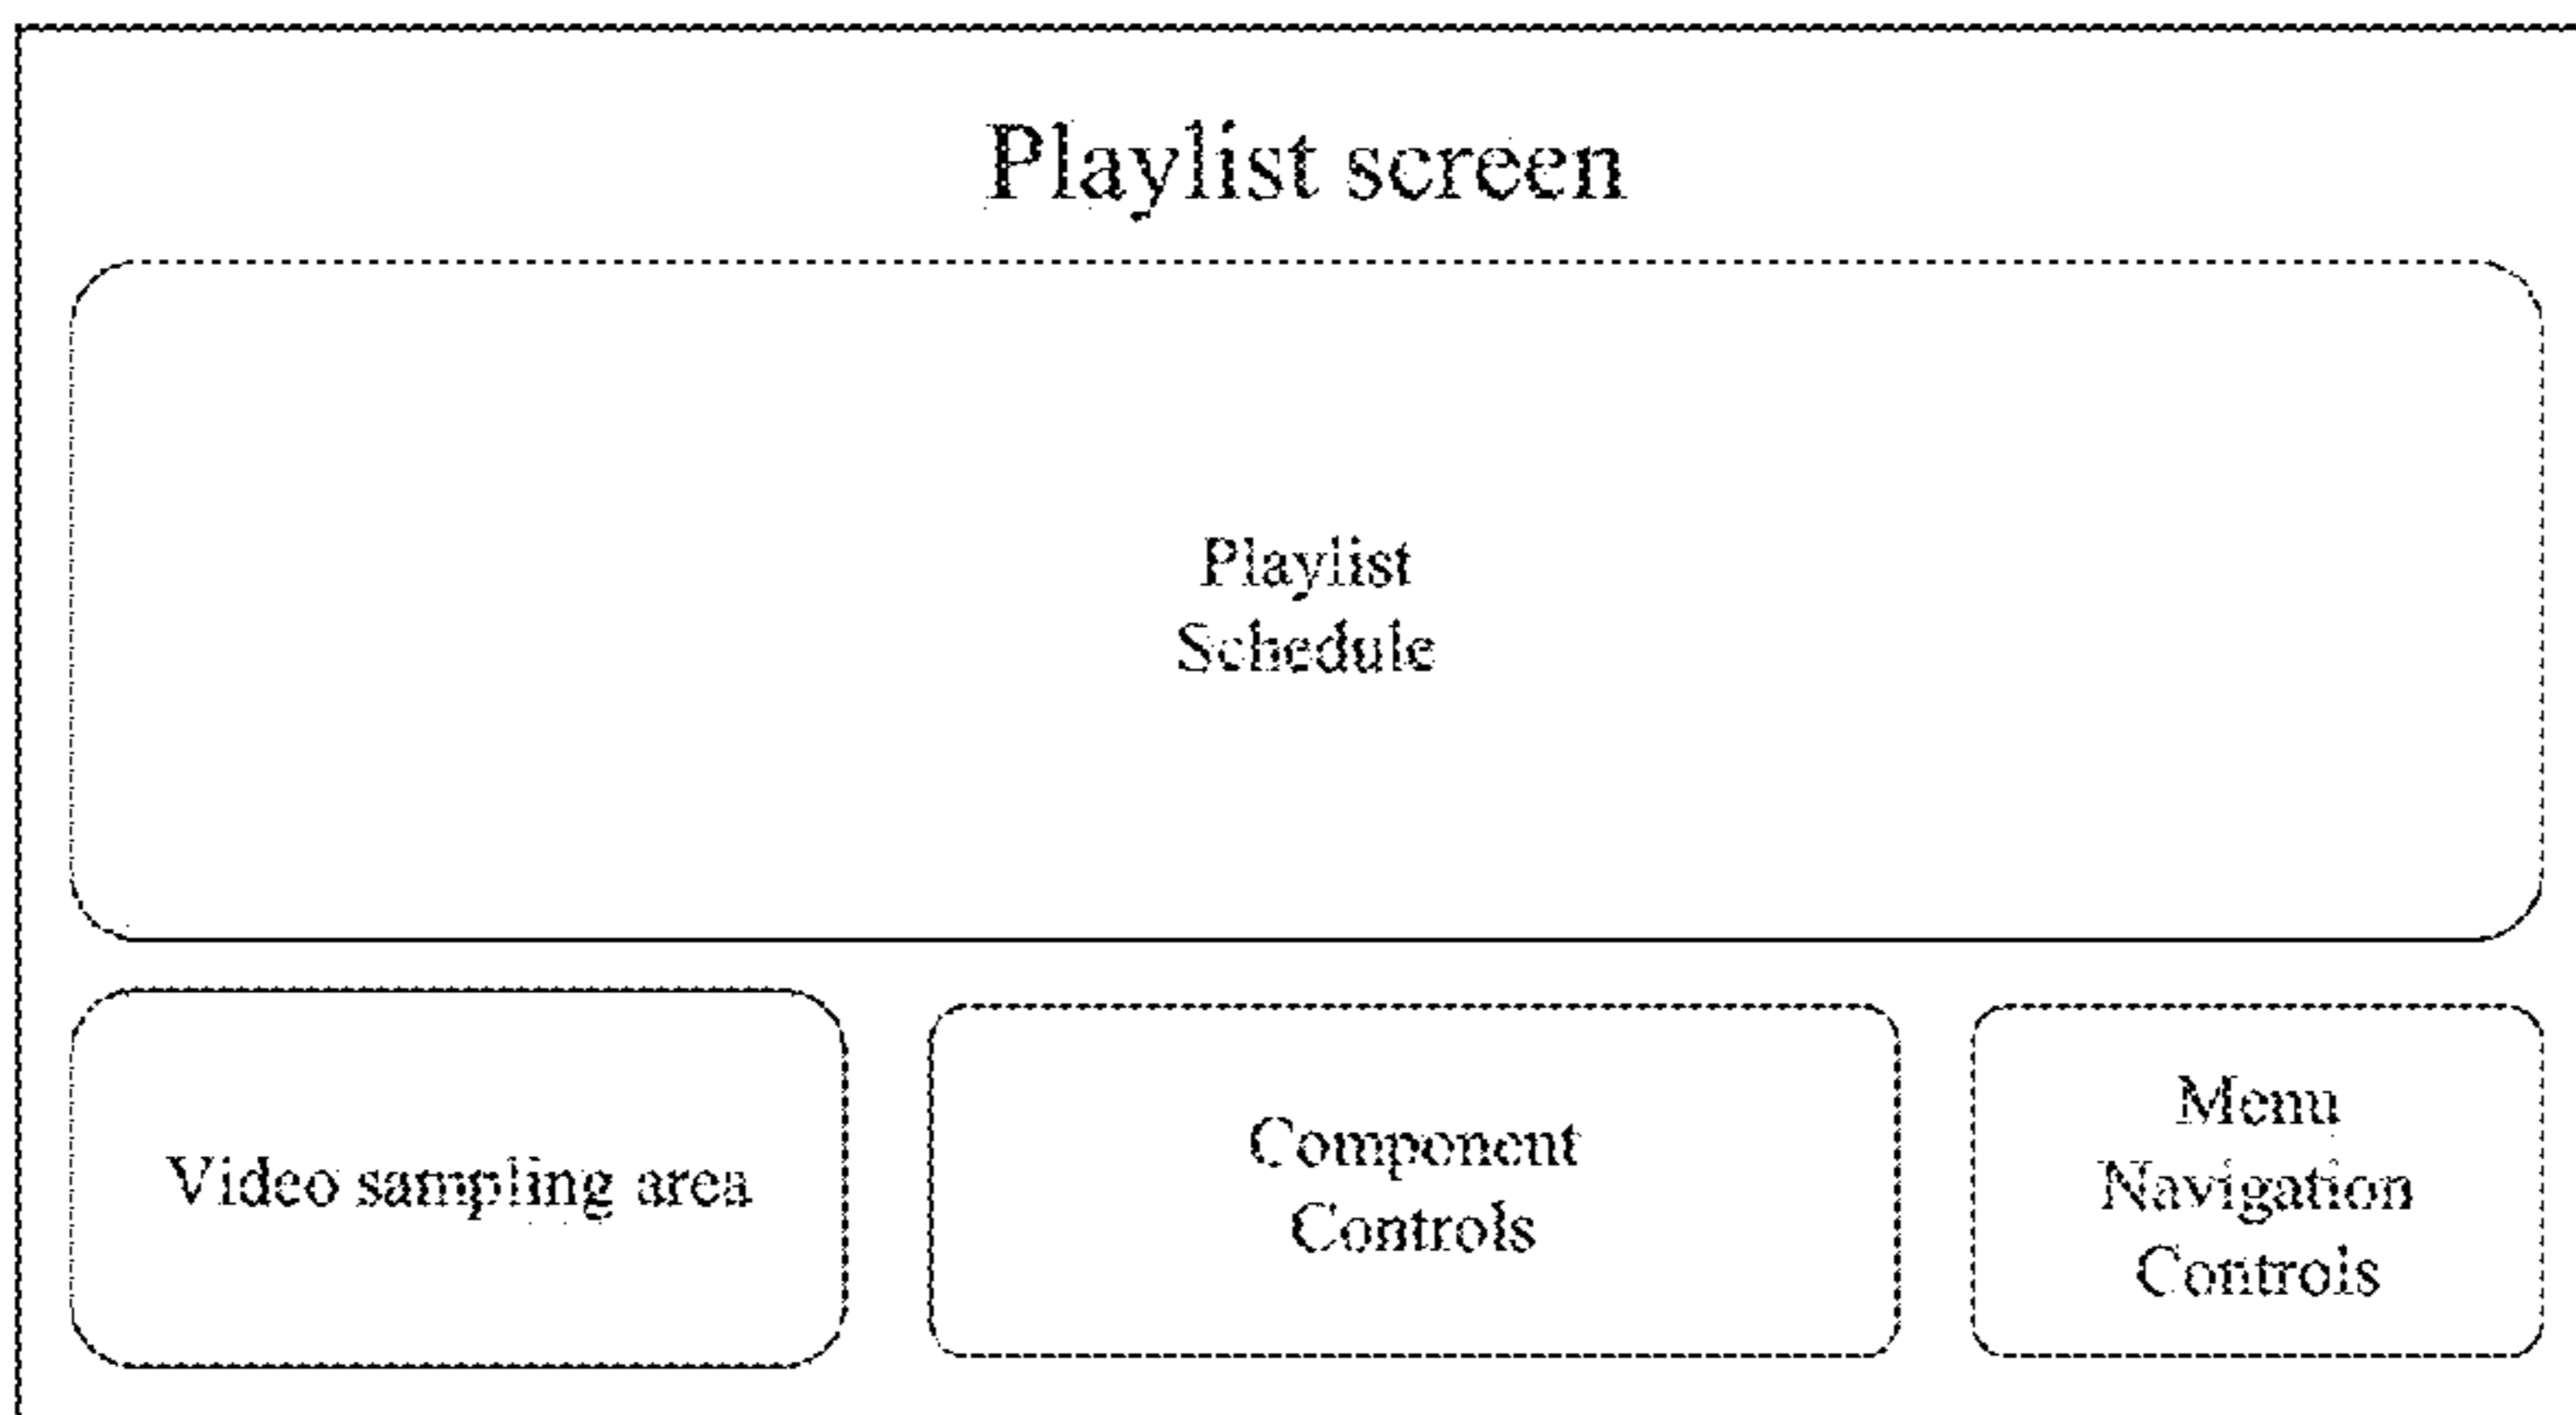 Playlist screen
Playlist
Schedule
Video sampling area
Component
Controls
Menu
Navigation
Controls